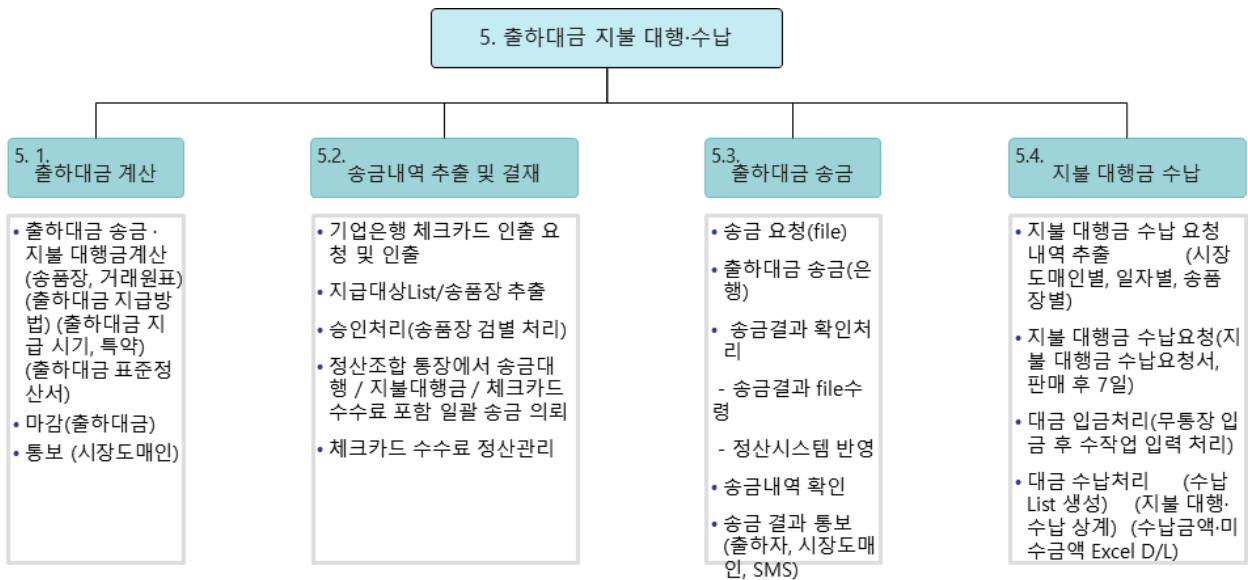 5. 출하대금 지불 대행·수납
5. 1.
출하대금 계산
• 출하대금 송금 ·
지불 대행금계산
(송품장, 거래원표)
(출하대금 지급방
법) (출하대금 지
급 시기, 특약)
(출하대금 표준정
산서)
• 마감(출하대금)
• 통보 (시장도매인)
5.2.
송금내역 추출 및 결재
• 기업은행 체크카드 인출 요
청 및 인출
• 지급대상List/송품장 추출
• 승인처리(송품장 검별 처리)
• 정산조합 통장에서 송금대
행 / 지불대행금 / 체크카드
수수료 포함 일괄 송금 의뢰
• 체크카드 수수료 정산관리
5.3.
출하대금 송금
• 송금 요청(file)
• 출하대금 송금(은
행)
• 송금결과 확인처
리
- 송금결과 file수
령
- 정산시스템 반영
• 송금내역 확인
• 송금 결과 통보
(출하자, 시장도매
인, SMS)
5.4.
지불 대행금 수납
• 지불 대행금 수납 요청
내역 추출 (시장
도매인별, 일자별, 송품
장별)
• 지불 대행금 수납요청(지
불 대행금 수납요청서,
판매 후 7일)
• 대금 입금처리(무통장 입
금 후 수작업 입력 처리)
• 대금 수납처리 (수납
List 생성) (지불 대행·
수납 상계) (수납금액·미
수금액 Excel D/L)